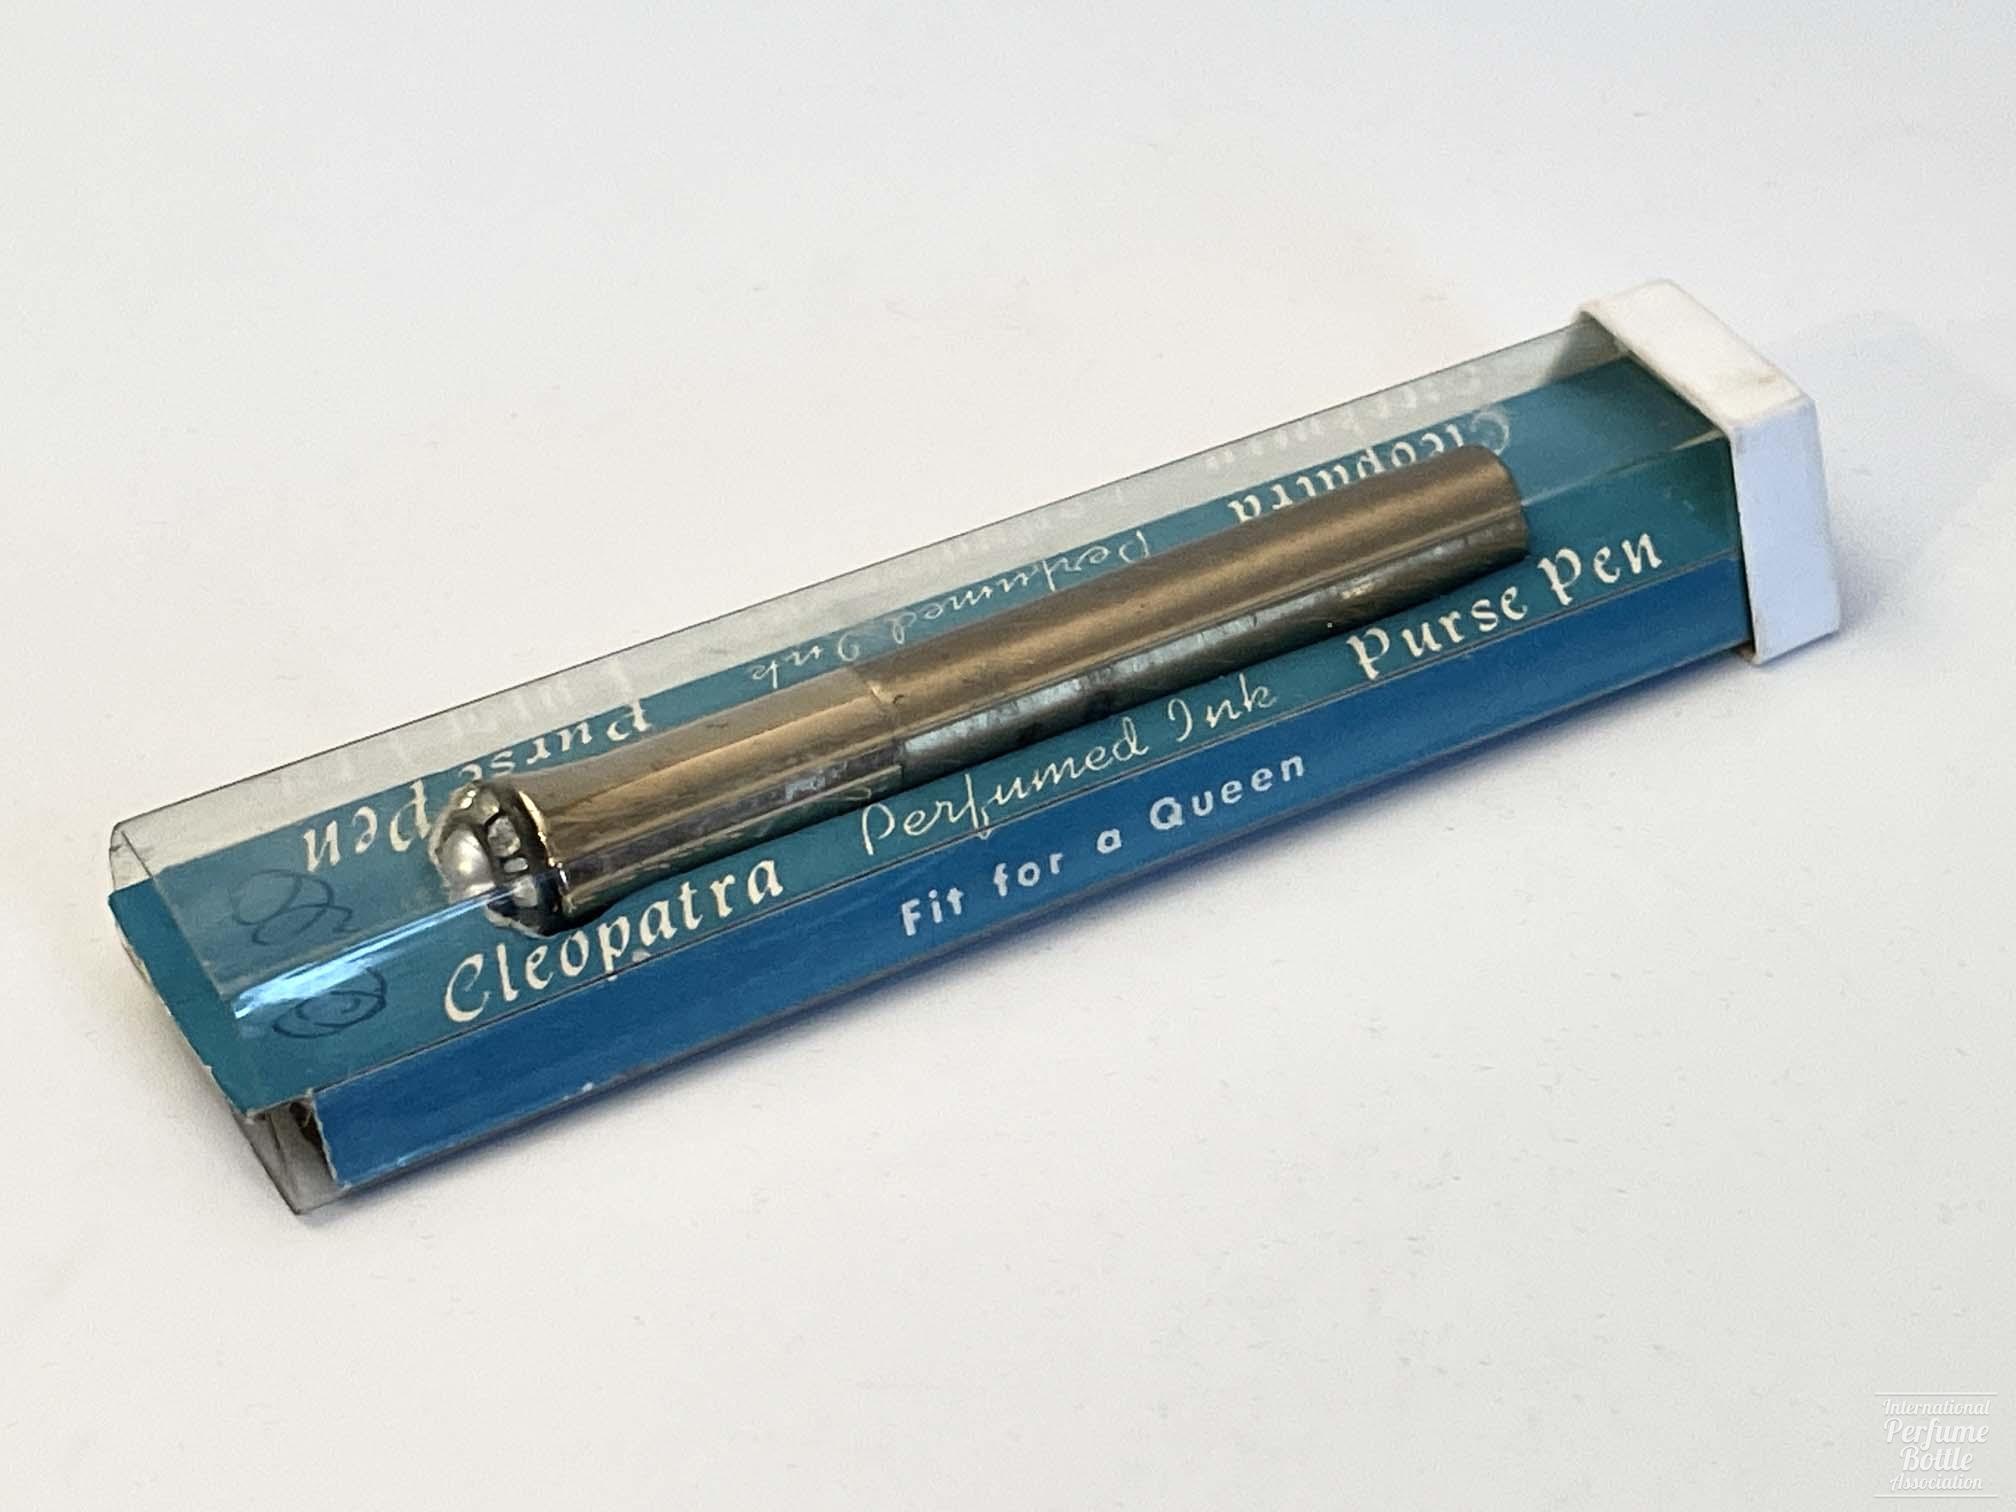 Cleopatra
Perfumed Ink
Purse Pen
Cleopatra Perfumed Ink Purse Pen
Fit for a Queen
International
Perfume
Bottle
Association